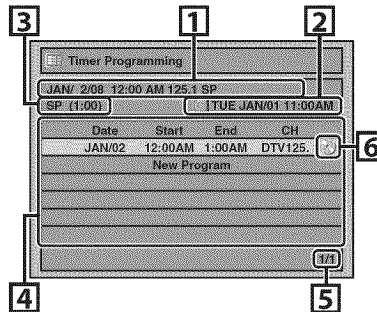 3 1 2
Timer Programming
JAN/ 2/08 12:00 AM 125.1 SP
SP (1:00) TUE JAN/01 11:00AM
Date Start End CH
JAN/02 12:00AM 1:00AM DTV125.
6
New Program
1/1
4 5